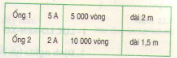 Ống 1 5 A 5 000 vòng dài 2 m
Ống 2 2 A 10 000 vòng dài 1,5 m